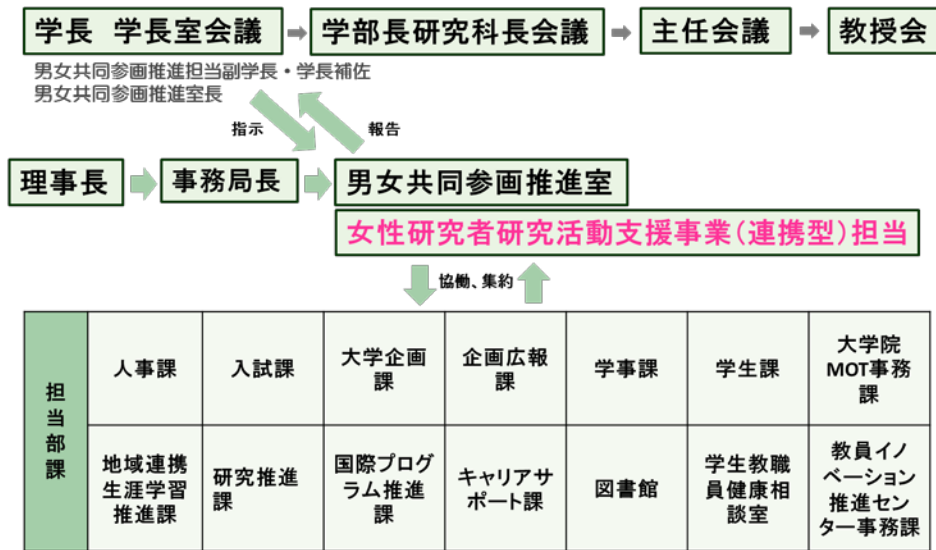 学長 学長室会議
学部長研究科長会議
主任会議
教授会
男女共同参画推進担当副学長・学長補佐
男女共同参画推進室長
指示
報告
理事長
事務局長
男女共同参画推進室
女性研究者研究活動支援事業(連携型)担当
協働、集約
担当部課
人事課
入試課
大学企画
課
企画広報
課
学事課
学生課
大学院
MOT事務
課
地域連携
生涯学習
推進課
研究推進
課
国際プログ
ラム推進
課
キャリアサ
ポート課
図書館
学生教職
員健康相
談室
教員イノ
ベーション
推進セン
ター事務課